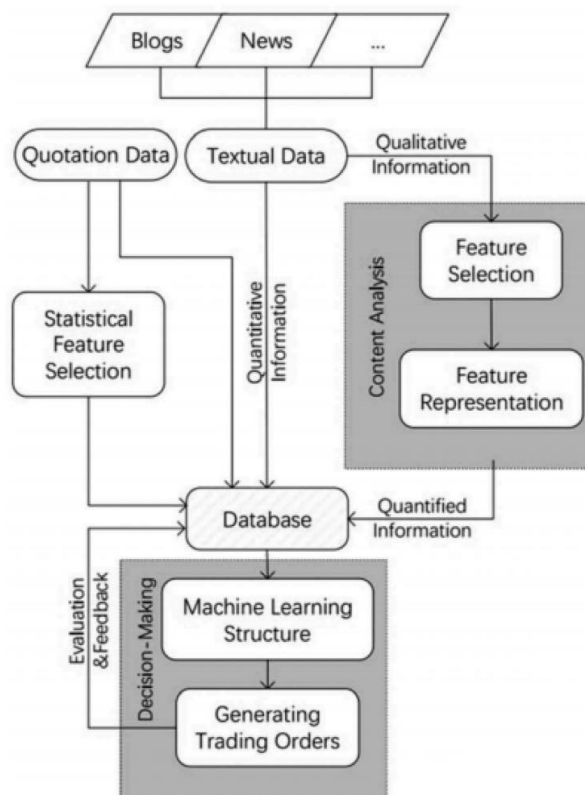 Blogs
News
...
Quotation Data
Textual Data
Qualitative
Information
Feature
Selection
Statistical
Feature
Selection
Quantitative
Information
Content Analysis
Feature
Representation
Database
Quantified
Information
Evaluation
&Feedback
Decision-Making
Machine Learning
Structure
Generating
Trading Orders